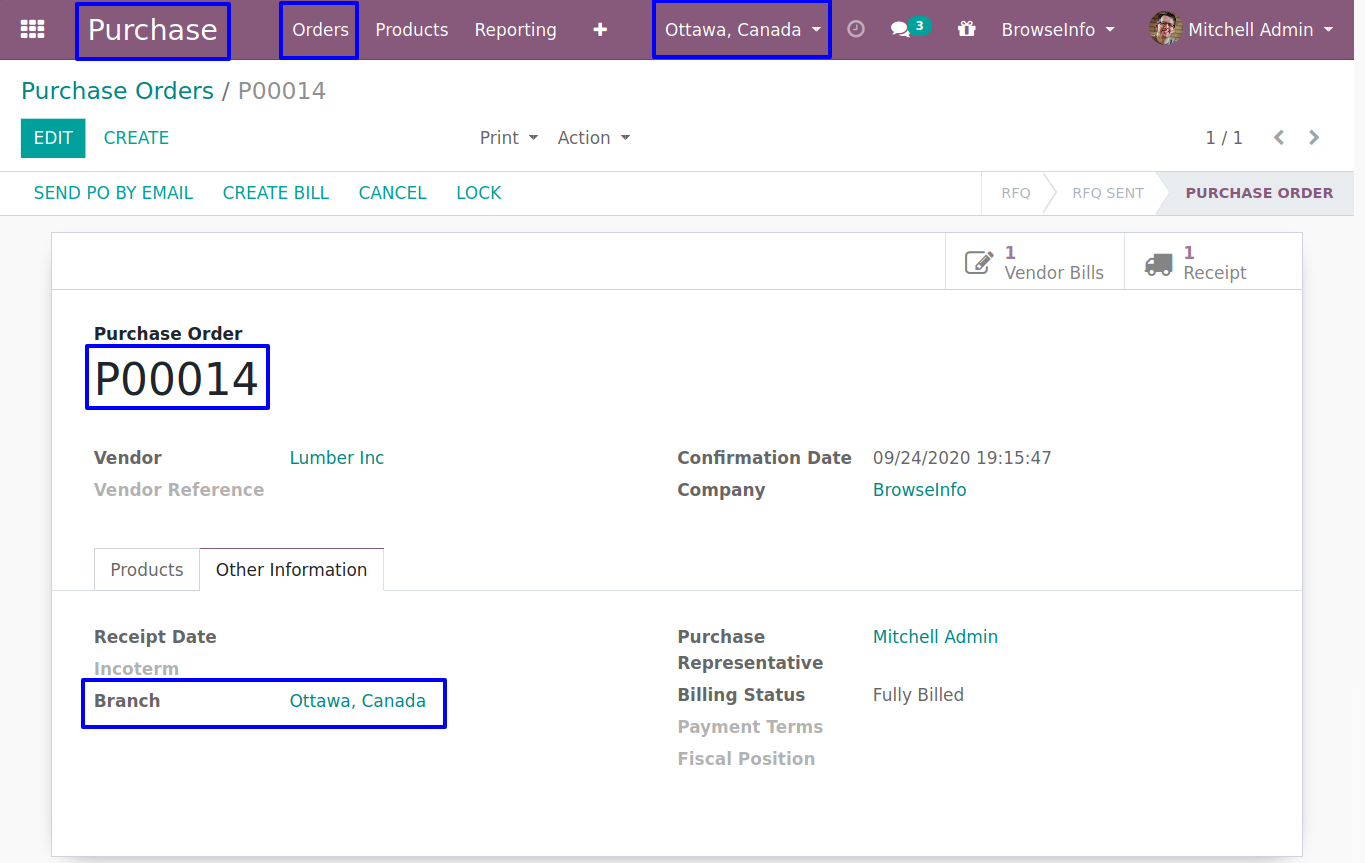 Purchase Orders Products Reporting + Ottawa, Canada 3 BrowseInfo Mitchell Admin
Purchase Orders / P00014
EDIT CREATE Print Action 1 / 1
SEND PO BY EMAIL CREATE BILL CANCEL LOCK RFQ RFQ SENT PURCHASE ORDER
1 Vendor Bills
1 Receipt
Purchase Order
P00014
Vendor Lumber Inc
Vendor Reference
Confirmation Date 09/24/2020 19:15:47
Company BrowseInfo
Products Other Information
Receipt Date
Incoterm
Branch Ottawa, Canada
Purchase Representative Mitchell Admin
Billing Status Fully Billed
Payment Terms
Fiscal Position